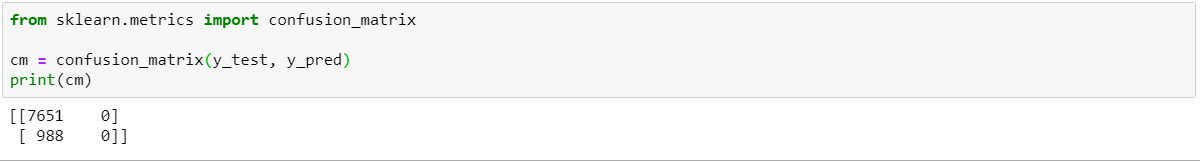 from sklearn.metrics import confusion_matrix
cm = confusion_matrix(y_test, y_pred)
print(cm)
[[7651    0]
 [ 988    0]]